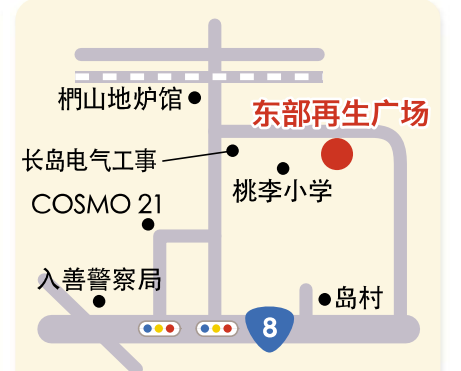 椚山地炉馆
东部再生广场
长岛电气工事
桃李小学
COSMO 21
入善警察局
岛村
8